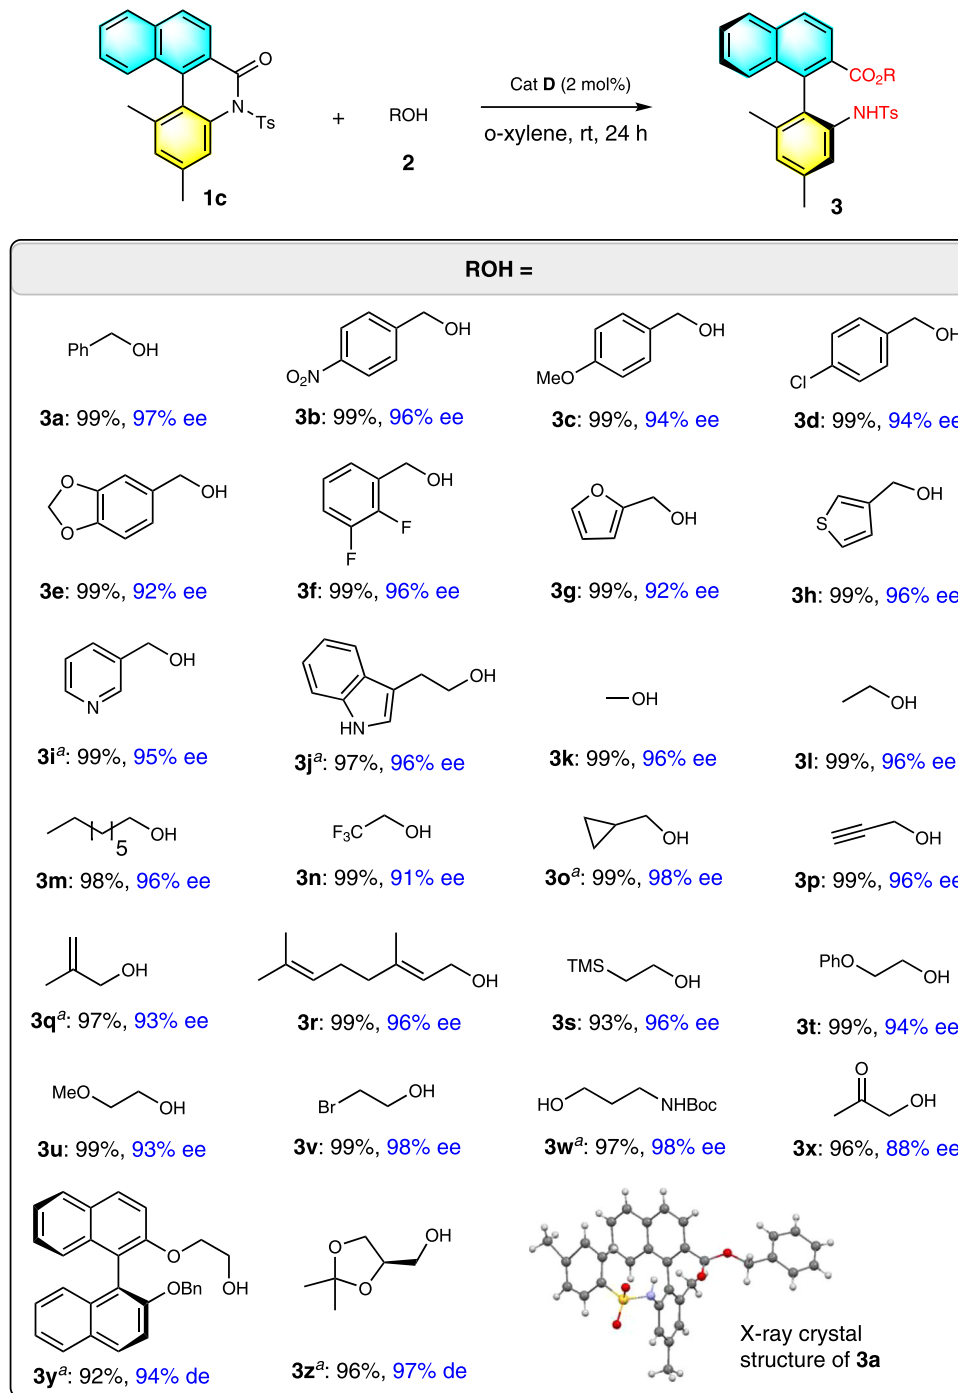 O
N
Ts
1c
+
ROH
2
Cat D (2 mol%)
o-xylene, rt, 24 h
CO2R
NHTs
3
ROH =
Ph OH
O2N OH
MeO OH
Cl OH
3a: 99%, 97% ee
3b: 99%, 96% ee
3c: 99%, 94% ee
3d: 99%, 94% ee
O O OH
F F OH
O OH
S OH
3e: 99%, 92% ee
3f: 99%, 96% ee
3g: 99%, 92% ee
3h: 99%, 96% ee
N OH
HN OH
OH
OH
3ia: 99%, 95% ee
3ja: 97%, 96% ee
3k: 99%, 96% ee
3l: 99%, 96% ee
5 OH
F3C OH
OH
OH
3m: 98%, 96% ee
3n: 99%, 91% ee
3oa: 99%, 98% ee
3p: 99%, 96% ee
OH
OH
TMS OH
PhO OH
3qa: 97%, 93% ee
3r: 99%, 96% ee
3s: 93%, 96% ee
3t: 99%, 94% ee
MeO OH
Br OH
HO NHBoc
O OH
3u: 99%, 93% ee
3v: 99%, 98% ee
3wa: 97%, 98% ee
3x: 96%, 88% ee
O OH
OBn
O O OH
3ya: 92%, 94% de
3za: 96%, 97% de
X-ray crystal
structure of 3a